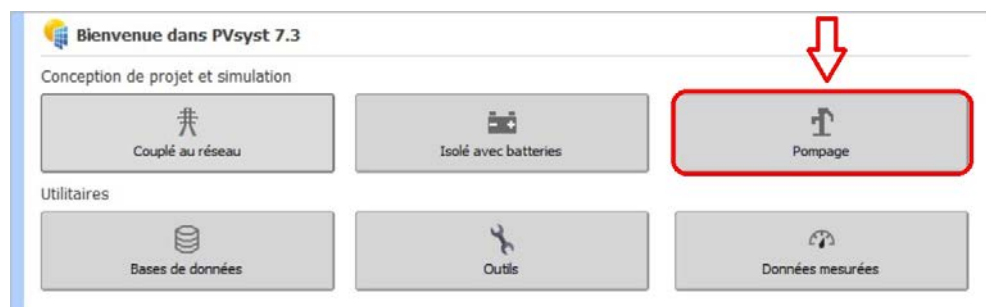 Bienvenue dans PVsyst 7.3
Conception de projet et simulation
Couplé au réseau
Isolé avec batteries
Pompage
Utilitaires
Bases de données
Outils
Données mesurées